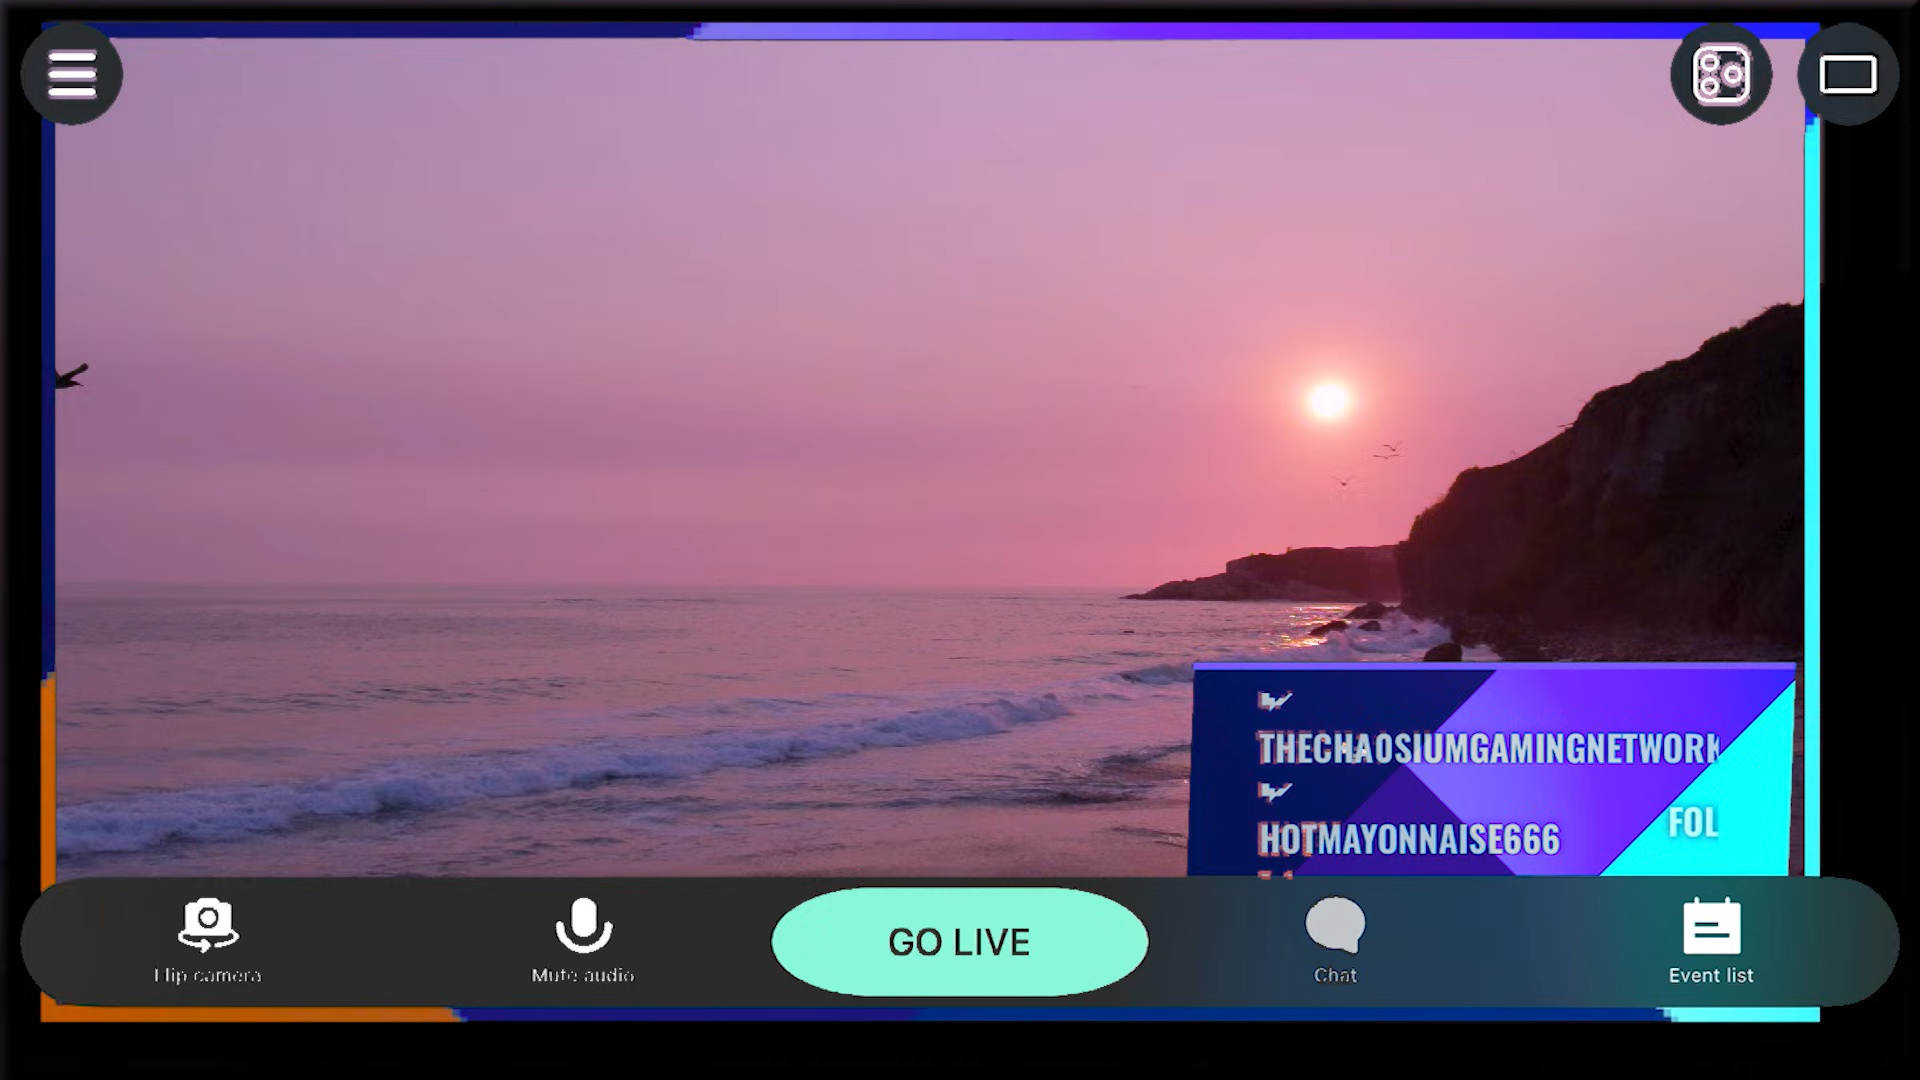 THECHAOSIUMGAMINGNETWORK
HOTMAYONNAISE666
FOL
Flip camera
Mute audio
GO LIVE
Chat
Event list